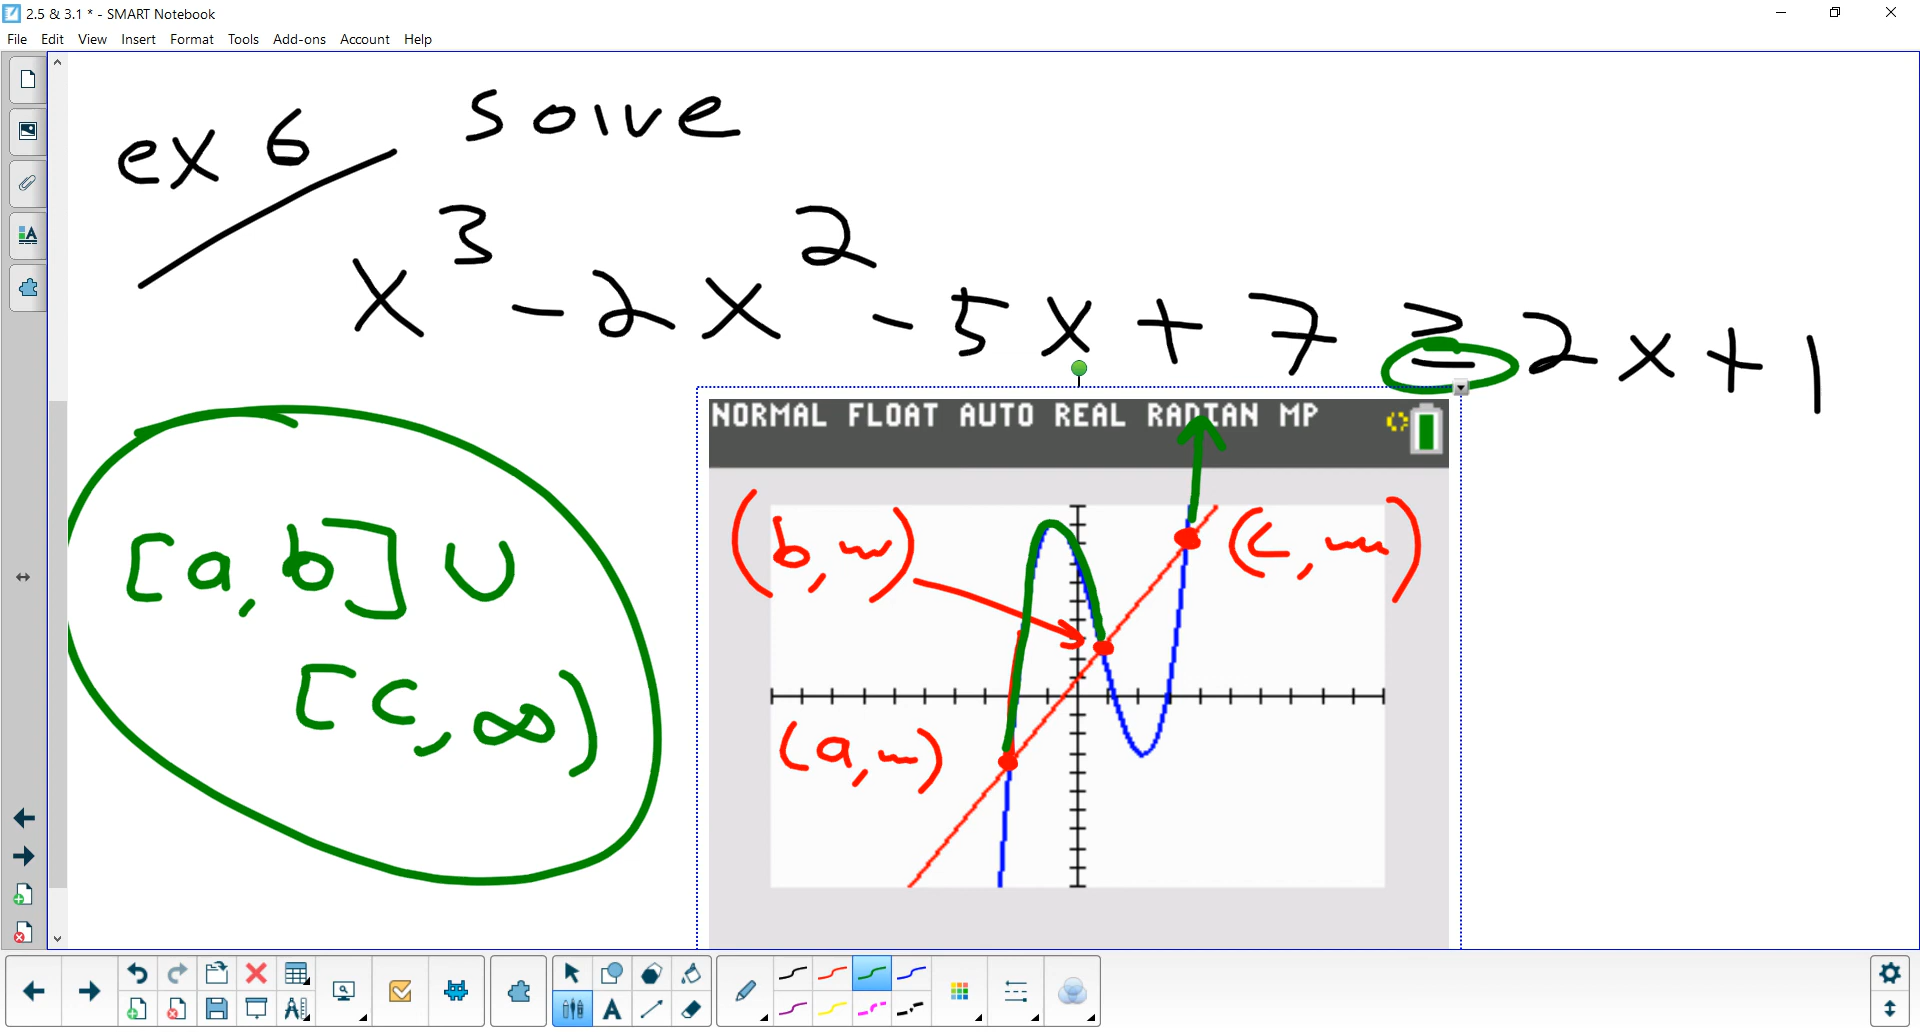 2.5 & 3.1 * - SMART Notebook
File Edit View Insert Format Tools Add-ons Account Help
ex 6 solve
x³ - 2x² - 5x + 7 ≥ 2x + 1
NORMAL FLOAT AUTO REAL RADIAN MP
(b, m) (c, m)
[a, b] ∪
[c, ∞)
(a, m)
A